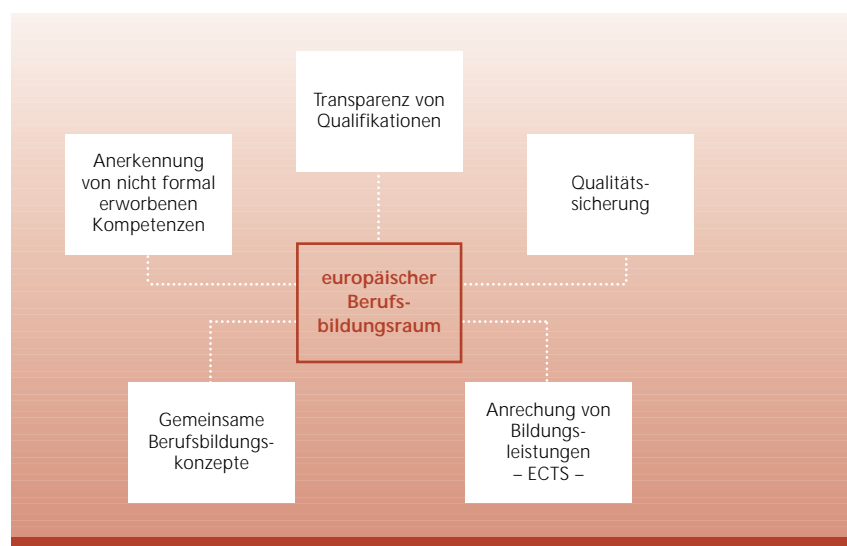 Transparenz von
Qualifikationen
Anerkennung
von nicht formal
erworbenen
Kompetenzen
Qualitäts-
sicherung
europäischer
Berufs-
bildungsraum
Gemeinsame
Berufsbildungs-
konzepte
Anrechung von
Bildungs-
leistungen
– ECTS –